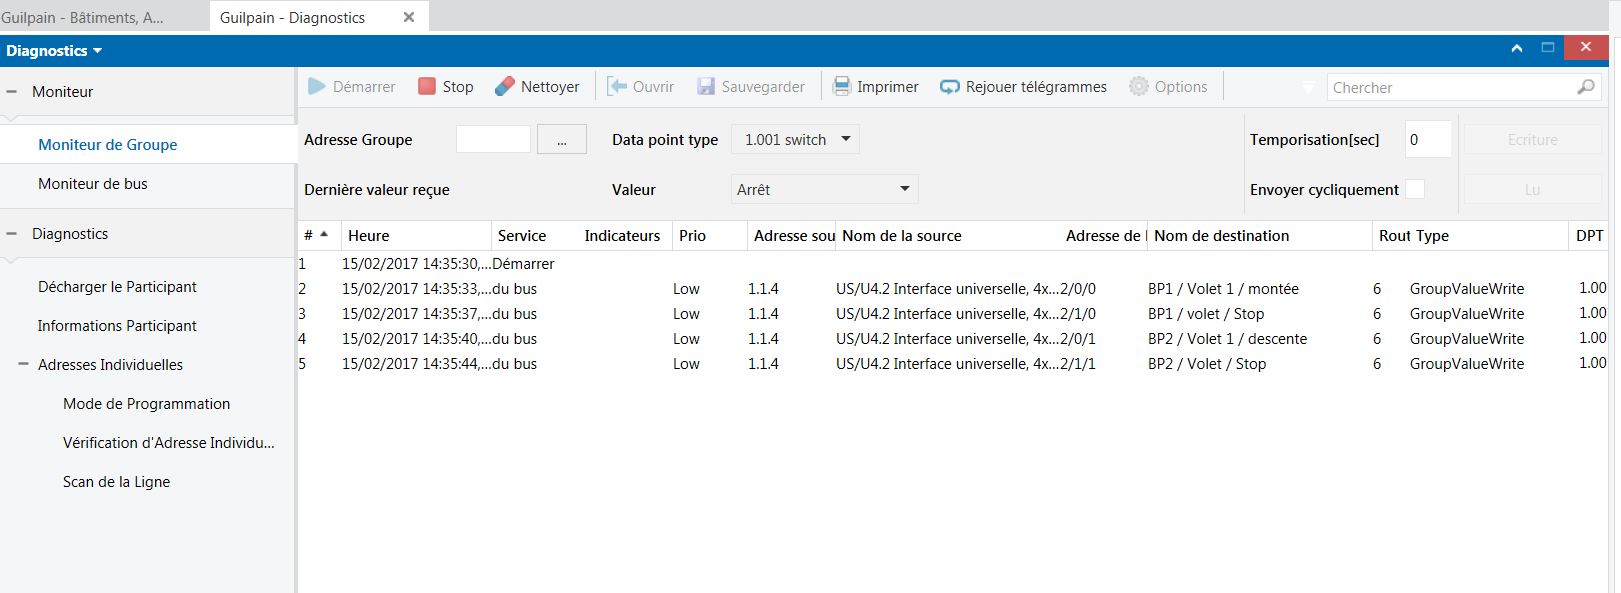 Guilpain - Bâtiments, A... Guilpain - Diagnostics
Diagnostics
Moniteur
Moniteur de Groupe
Moniteur de bus
Diagnostics
Décharger le Participant
Informations Participant
Adresses Individuelles
Mode de Programmation
Vérification d'Adresse Individu...
Scan de la Ligne
Démarrer Stop Nettoyer Ouvrir Sauvegarder Imprimer Rejouer télégrammes Options Chercher
Adresse Groupe ... Data point type 1.001 switch Temporisation[sec] 0 Ecriture
Dernière valeur reçue Valeur Arrêt Envoyer cycliquement Lu
# Heure Service Indicateurs Prio Adresse sou Nom de la source Adresse de l Nom de destination Rout Type DPT
1 15/02/2017 14:35:30,... Démarrer
2 15/02/2017 14:35:33,... du bus Low 1.1.4 US/U4.2 Interface universelle, 4x... 2/0/0 BP1 / Volet 1 / montée 6 GroupValueWrite 1.00
3 15/02/2017 14:35:37,... du bus Low 1.1.4 US/U4.2 Interface universelle, 4x... 2/1/0 BP1 / volet / Stop 6 GroupValueWrite 1.00
4 15/02/2017 14:35:40,... du bus Low 1.1.4 US/U4.2 Interface universelle, 4x... 2/0/1 BP2 / Volet 1 / descente 6 GroupValueWrite 1.00
5 15/02/2017 14:35:44,... du bus Low 1.1.4 US/U4.2 Interface universelle, 4x... 2/1/1 BP2 / Volet / Stop 6 GroupValueWrite 1.00